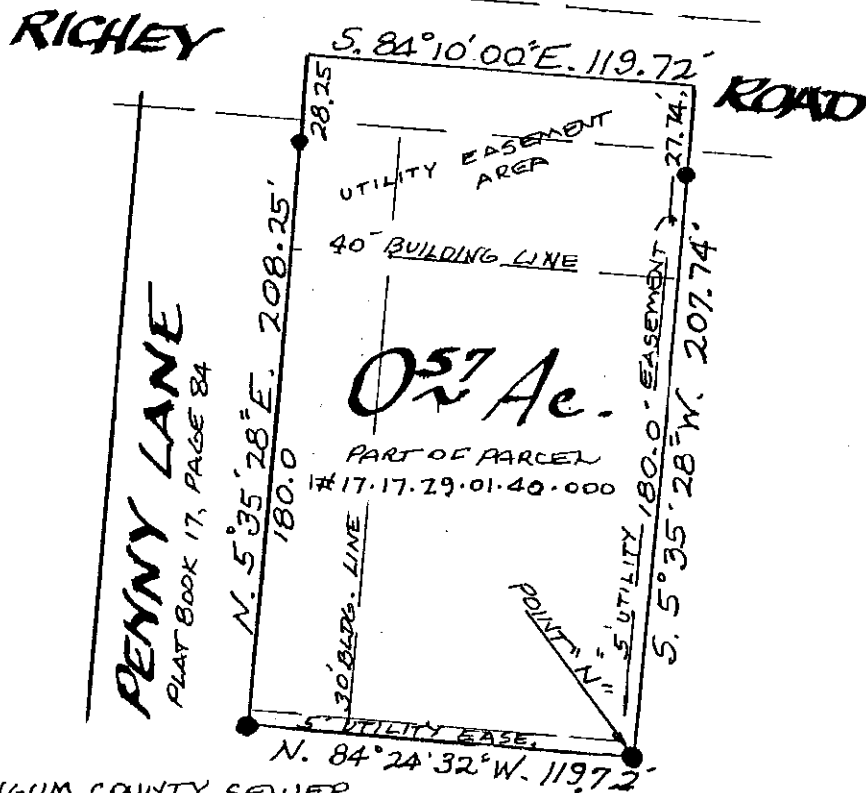 RICHEY
S. 84°10'00"E. 119.72'
ROAD
28.25
27.74'
UTILITY EASEMENT
AREA
40' BUILDING LINE
N. 5°35'28"E. 208.25'
180.0
PENNY LANE
PLAT BOOK 17, PAGE 84
0.57 Ac.
PART OF PARCEL
#17.17.29.01.40.000
30' BLDG. LINE
5' UTILITY EASEMENT
180.0'
S. 5°35'28"W. 207.74'
POINT "N"
5' UTILITY EASE.
N. 84°24'32"W. 119.72'
COUNTY SEWER